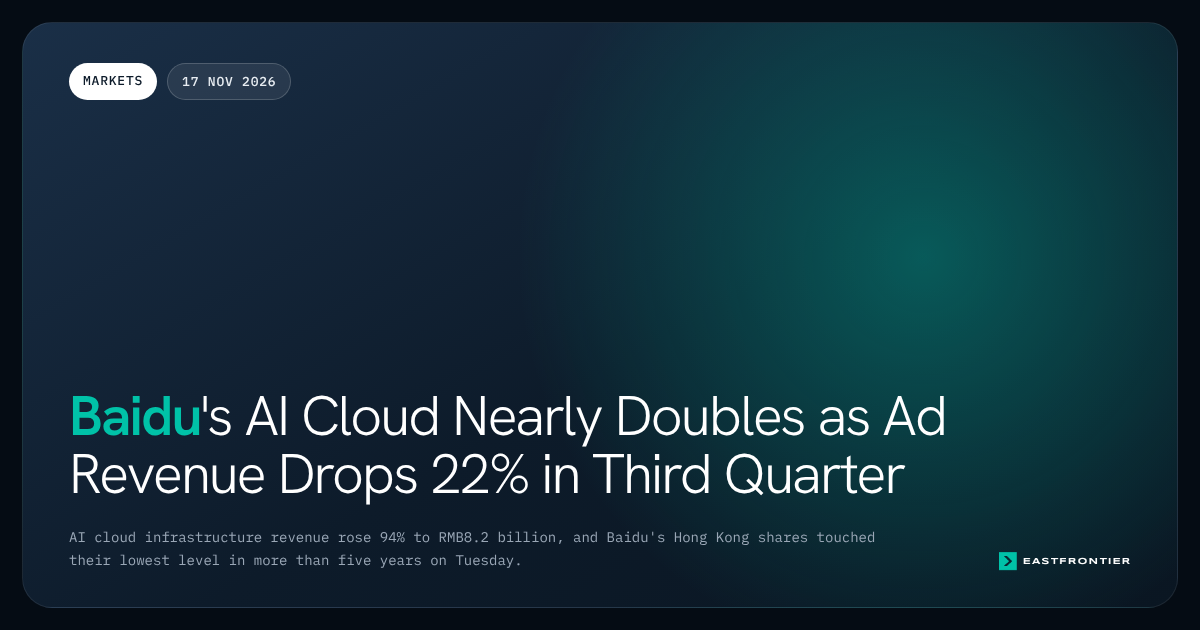 MARKETS
17 NOV 2026
Baidu's AI Cloud Nearly Doubles as Ad
Revenue Drops 22% in Third Quarter
AI cloud infrastructure revenue rose 94% to RMB8.2 billion, and Baidu's Hong Kong shares touched
their lowest level in more than five years on Tuesday.
EASTFRONTIER